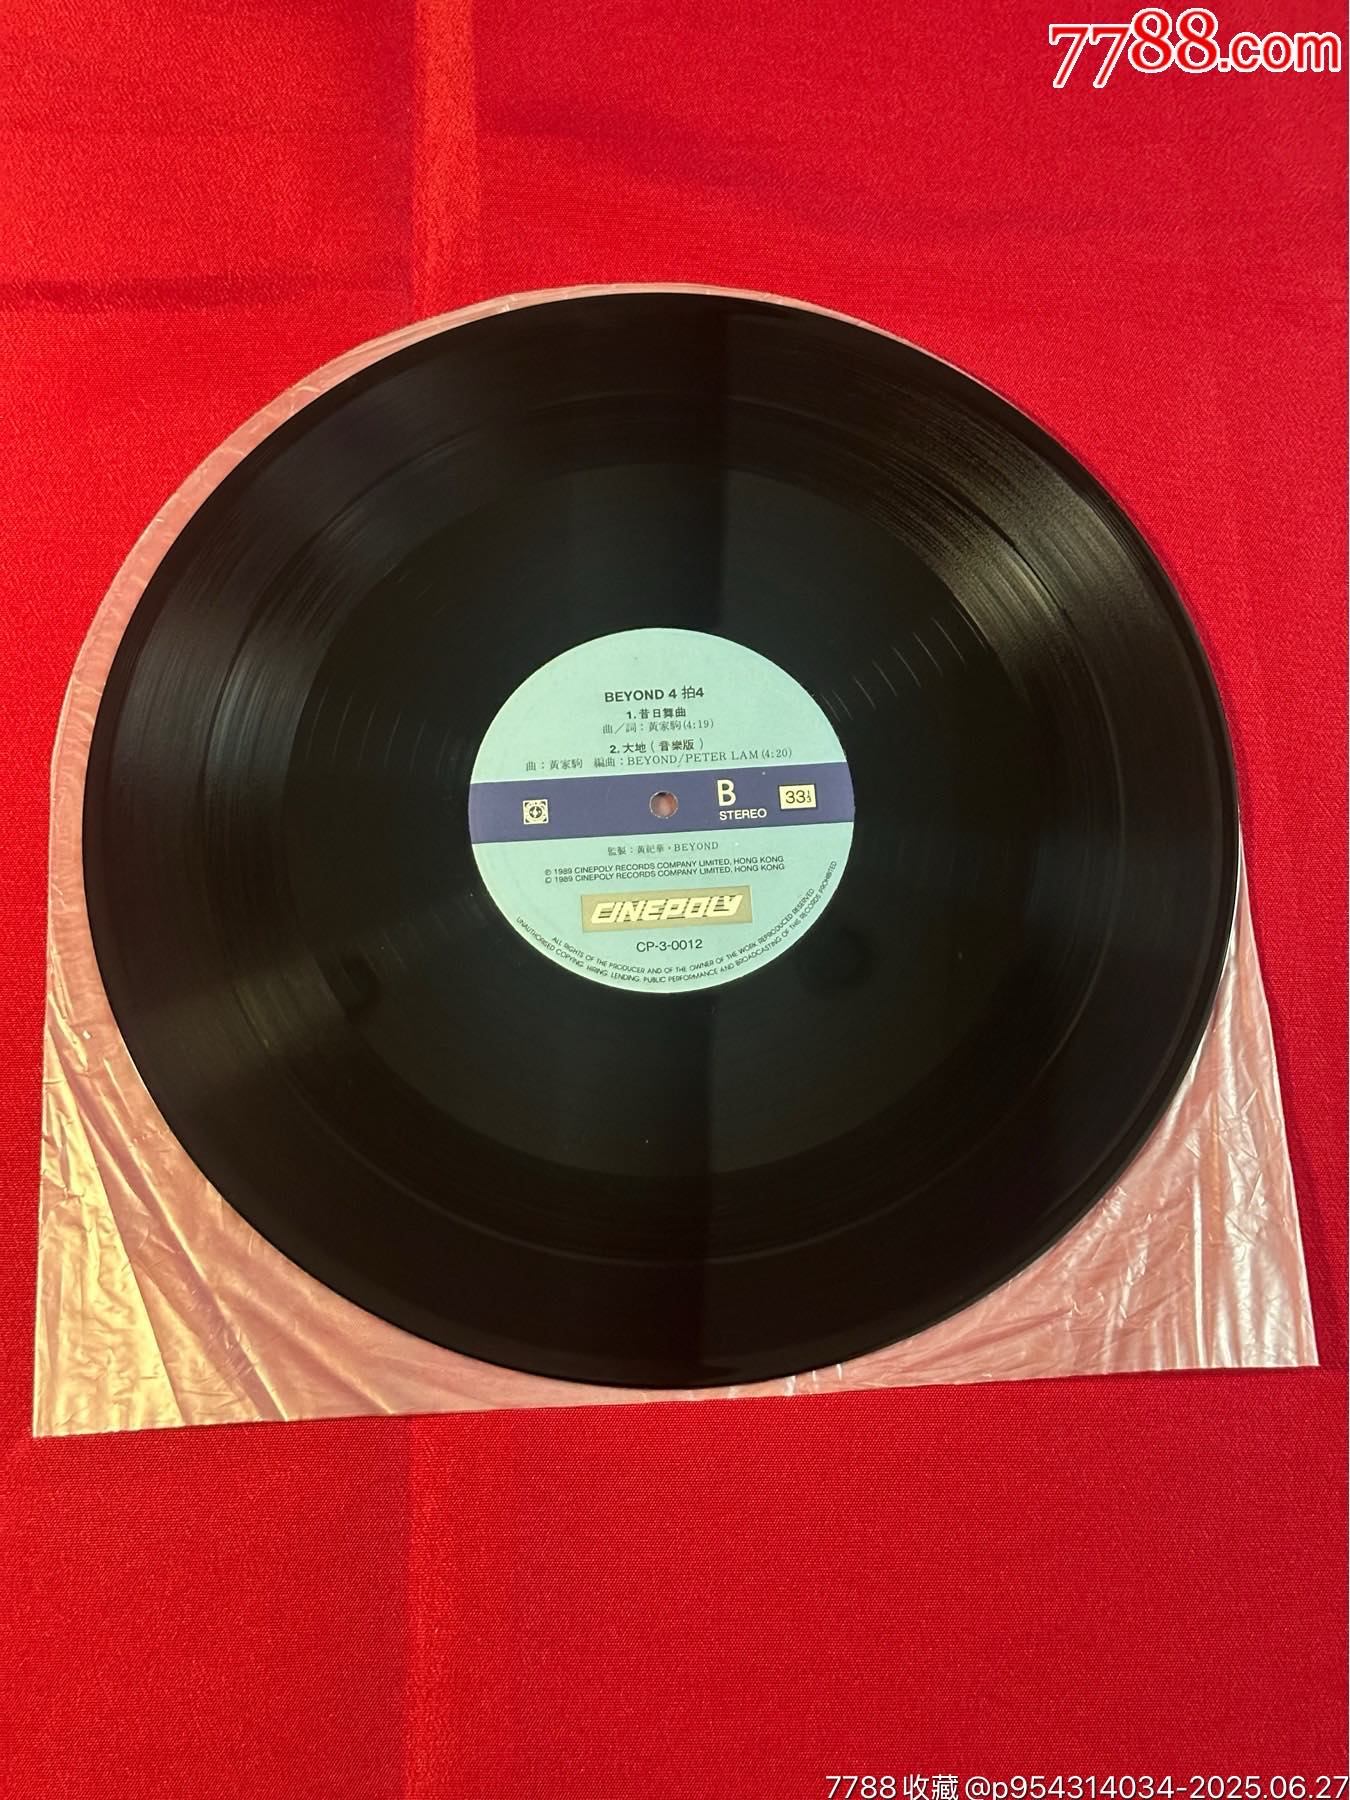 7788.com
BEYOND 4 拍4
1. 昔日舞曲
曲／詞：黃家駒(4:19)
2. 大地（音樂版）
曲：黃家駒　編曲：BEYOND/PETER LAM (4:20)
B
STEREO
33⅓
監製：黃紀華，BEYOND
℗ 1989 CINEPOLY RECORDS COMPANY LIMITED, HONG KONG
© 1989 CINEPOLY RECORDS COMPANY LIMITED, HONG KONG
CINEPOLY
CP-3-0012
ALL RIGHTS OF THE PRODUCER AND OF THE OWNER OF THE WORK REPRODUCED RESERVED
UNAUTHORISED COPYING, HIRING, LENDING, PUBLIC PERFORMANCE AND BROADCASTING OF THIS RECORDS PROHIBITED
7788收藏@p954314034-2025.06.27